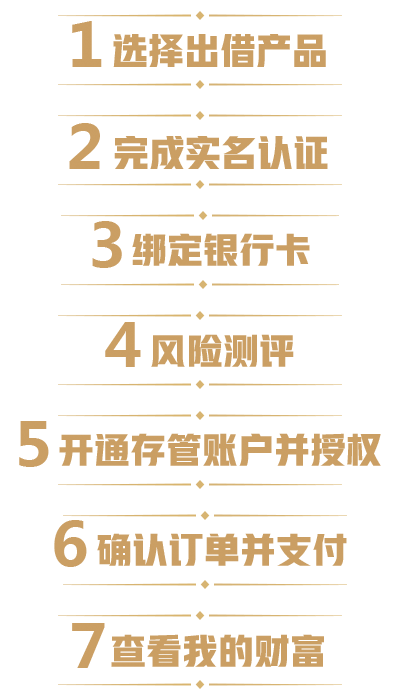 1 选择出借产品
2 完成实名认证
3 绑定银行卡
4 风险测评
5 开通存管账户并授权
6 确认订单并支付
7 查看我的财富